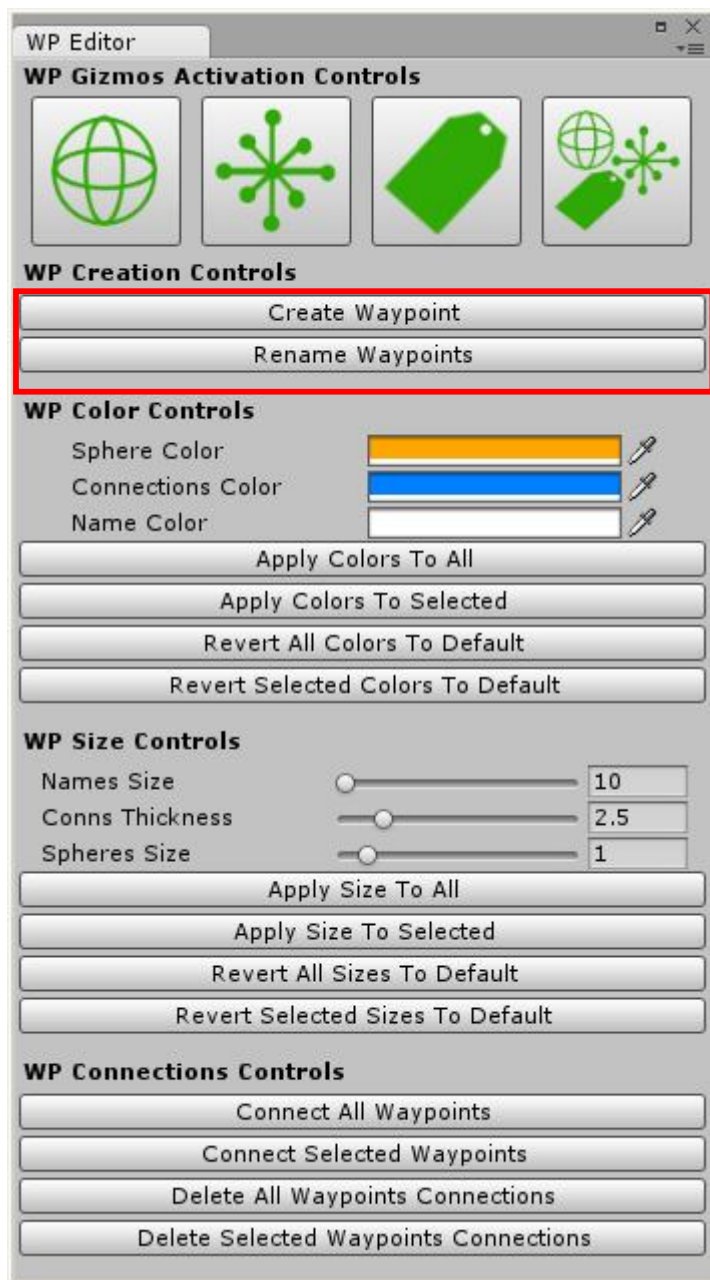 WP Editor
WP Gizmos Activation Controls
WP Creation Controls
Create Waypoint
Rename Waypoints
WP Color Controls
Sphere Color
Connections Color
Name Color
Apply Colors To All
Apply Colors To Selected
Revert All Colors To Default
Revert Selected Colors To Default
WP Size Controls
Names Size 10
Conns Thickness 2.5
Spheres Size 1
Apply Size To All
Apply Size To Selected
Revert All Sizes To Default
Revert Selected Sizes To Default
WP Connections Controls
Connect All Waypoints
Connect Selected Waypoints
Delete All Waypoints Connections
Delete Selected Waypoints Connections